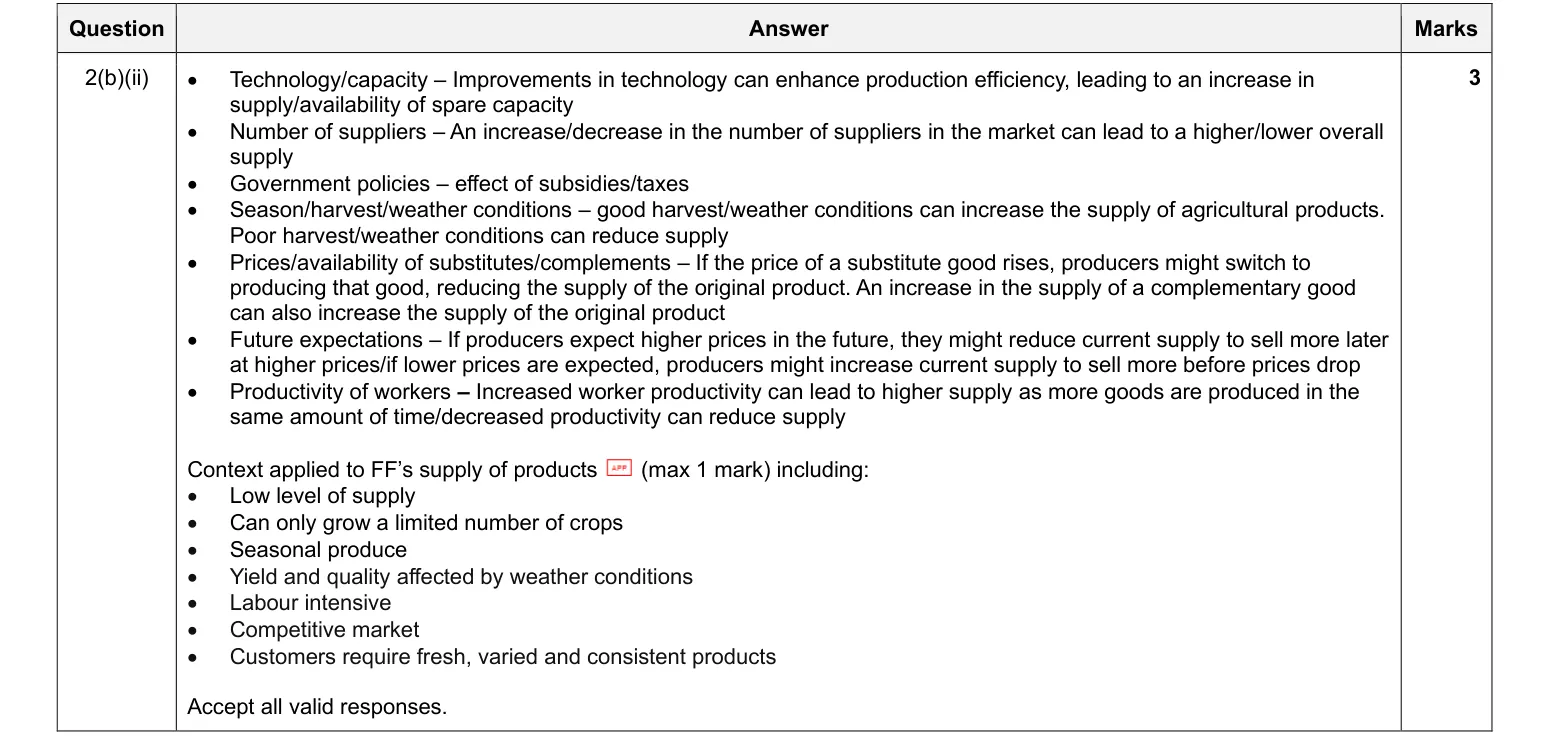 Question Answer Marks
2(b)(ii) • Technology/capacity – Improvements in technology can enhance production efficiency, leading to an increase in 3
supply/availability of spare capacity
• Number of suppliers – An increase/decrease in the number of suppliers in the market can lead to a higher/lower overall
supply
• Government policies – effect of subsidies/taxes
• Season/harvest/weather conditions – good harvest/weather conditions can increase the supply of agricultural products.
Poor harvest/weather conditions can reduce supply
• Prices/availability of substitutes/complements – If the price of a substitute good rises, producers might switch to
producing that good, reducing the supply of the original product. An increase in the supply of a complementary good
can also increase the supply of the original product
• Future expectations – If producers expect higher prices in the future, they might reduce current supply to sell more later
at higher prices/if lower prices are expected, producers might increase current supply to sell more before prices drop
• Productivity of workers – Increased worker productivity can lead to higher supply as more goods are produced in the
same amount of time/decreased productivity can reduce supply
Context applied to FF’s supply of products APP (max 1 mark) including:
• Low level of supply
• Can only grow a limited number of crops
• Seasonal produce
• Yield and quality affected by weather conditions
• Labour intensive
• Competitive market
• Customers require fresh, varied and consistent products
Accept all valid responses.